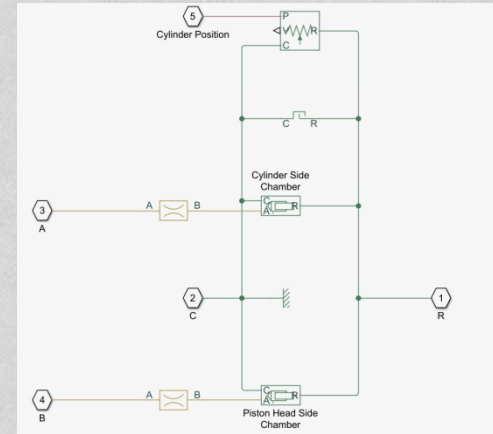 5
Cylinder Position
P
V
R
C
C R
Cylinder Side
Chamber
C
A
R
3
A
A B
2
C
1
R
4
B
A B
C
A
R
Piston Head Side
Chamber